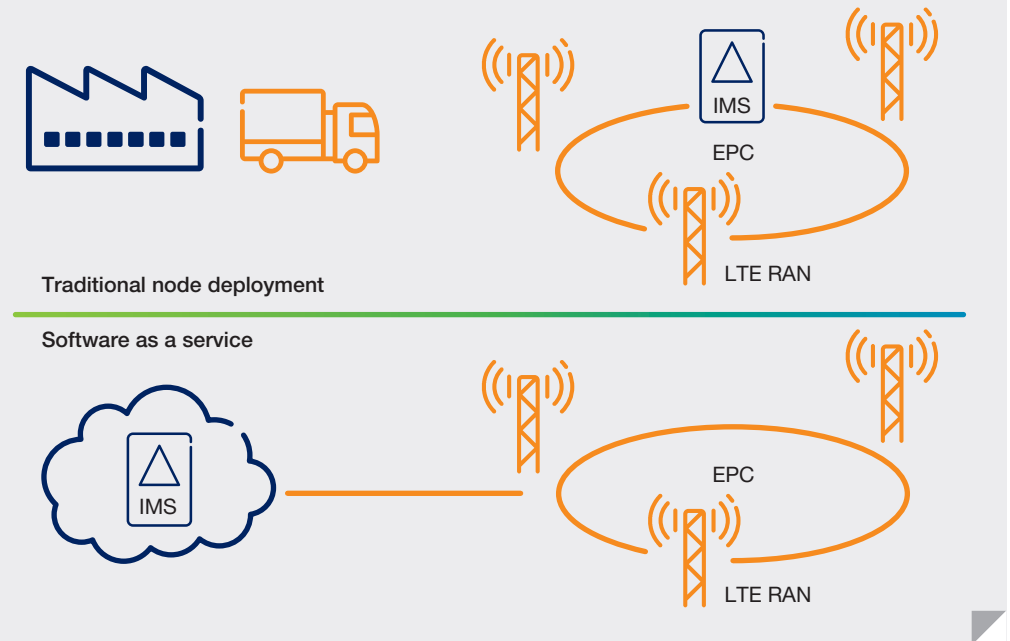 IMS
EPC
LTE RAN
Traditional node deployment
Software as a service
IMS
EPC
LTE RAN